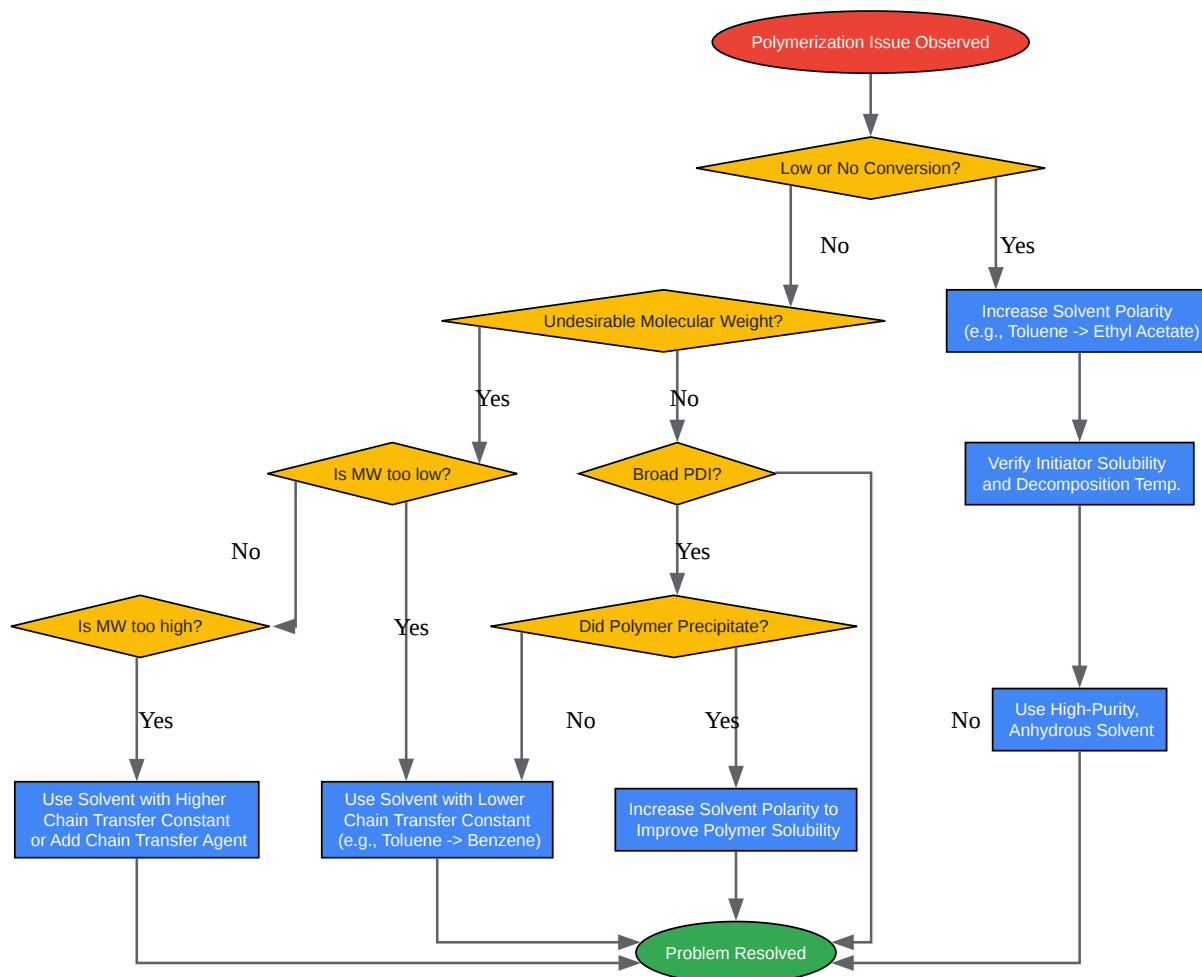 Polymerization Issue Observed
Low or No Conversion?
No
Yes
Undesirable Molecular Weight?
Increase Solvent Polarity
(e.g., Toluene -> Ethyl Acetate)
Yes
No
Is MW too low?
Broad PDI?
Verify Initiator Solubility
and Decomposition Temp.
No
Yes
Is MW too high?
Yes
Did Polymer Precipitate?
Yes
No
Yes
No
Use High-Purity,
Anhydrous Solvent
Use Solvent with Higher
Chain Transfer Constant
or Add Chain Transfer Agent
Use Solvent with Lower
Chain Transfer Constant
(e.g., Toluene -> Benzene)
Increase Solvent Polarity to
Improve Polymer Solubility
Problem Resolved